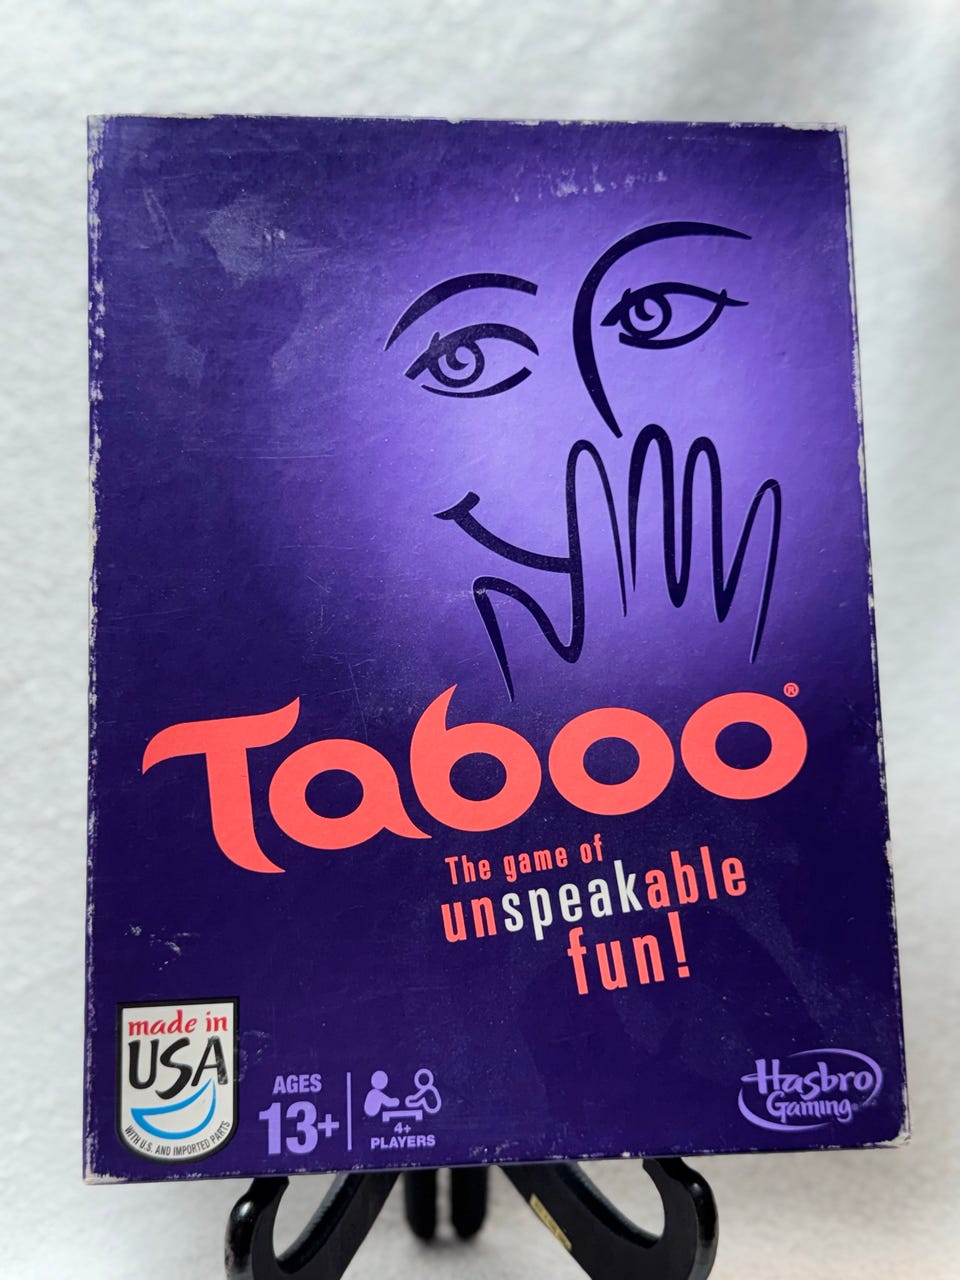 Taboo®
The game of
unspeakable
fun!
made in
USA
WITH U.S. AND IMPORTED PARTS
AGES
13+
4+
PLAYERS
Hasbro
Gaming